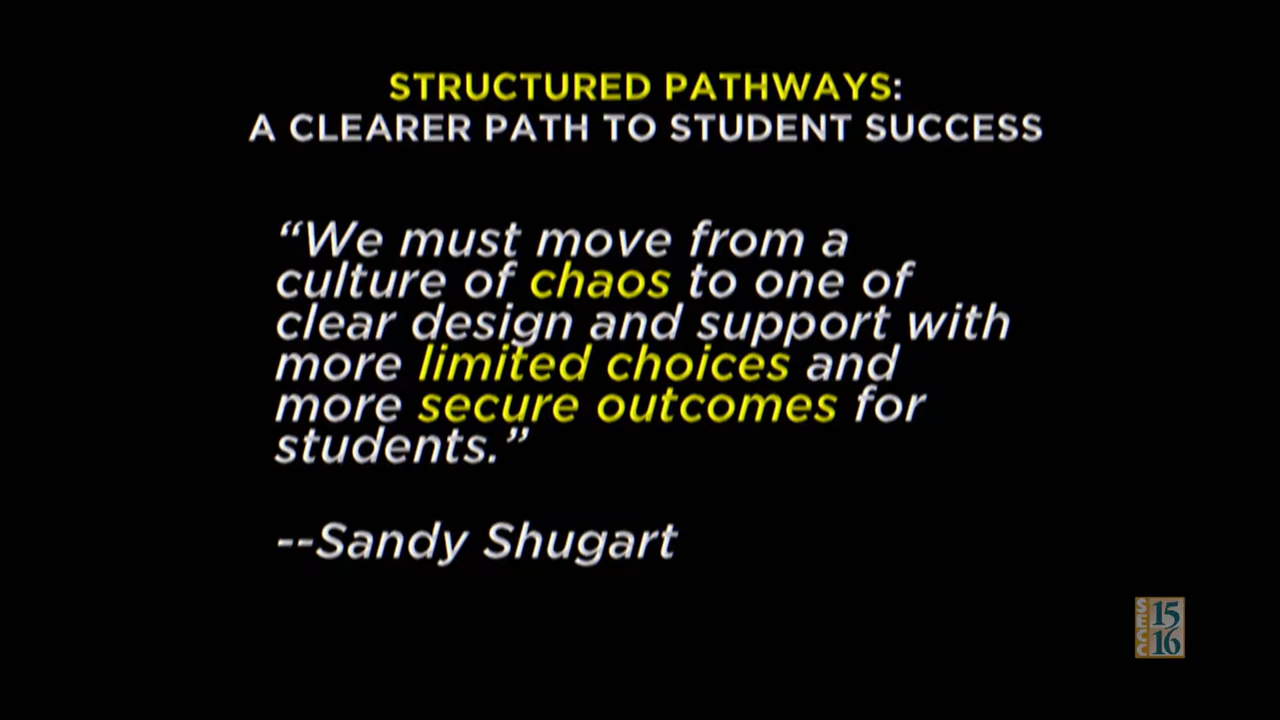 STRUCTURED PATHWAYS:
A CLEARER PATH TO STUDENT SUCCESS
“We must move from a
culture of chaos to one of
clear design and support with
more limited choices and
more secure outcomes for
students.”
--Sandy Shugart
SECC
15
16